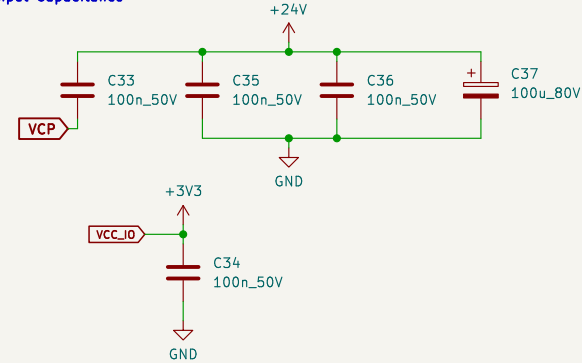 +24V
C33
100n_50V
C35
100n_50V
C36
100n_50V
C37
100u_80V
VCP
GND
+3V3
VCC_IO
C34
100n_50V
GND